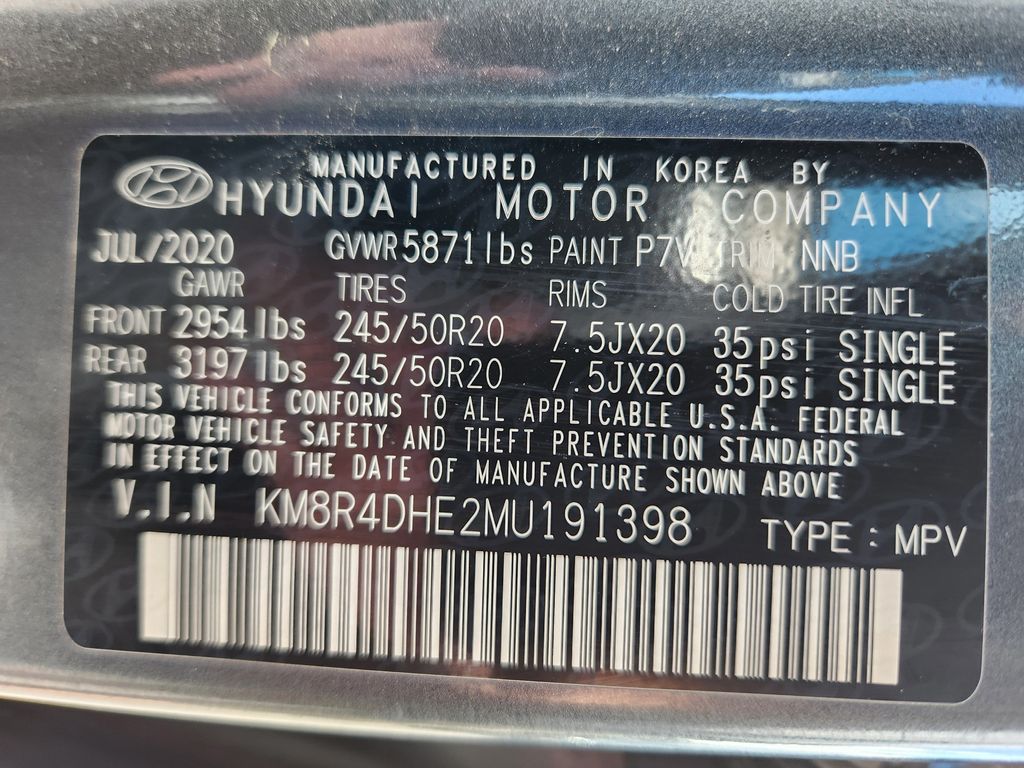 MANUFACTURED IN KOREA BY
HYUNDAI MOTOR COMPANY
JUL/2020 GVWR 5871 lbs PAINT P7V TRIM NNB
GAWR TIRES RIMS COLD TIRE INFL
FRONT 2954 lbs 245/50R20 7.5JX20 35psi SINGLE
REAR 3197 lbs 245/50R20 7.5JX20 35psi SINGLE
THIS VEHICLE CONFORMS TO ALL APPLICABLE U.S.A. FEDERAL
MOTOR VEHICLE SAFETY AND THEFT PREVENTION STANDARDS
IN EFFECT ON THE DATE OF MANUFACTURE SHOWN ABOVE
V.I.N KM8R4DHE2MU191398 TYPE : MPV